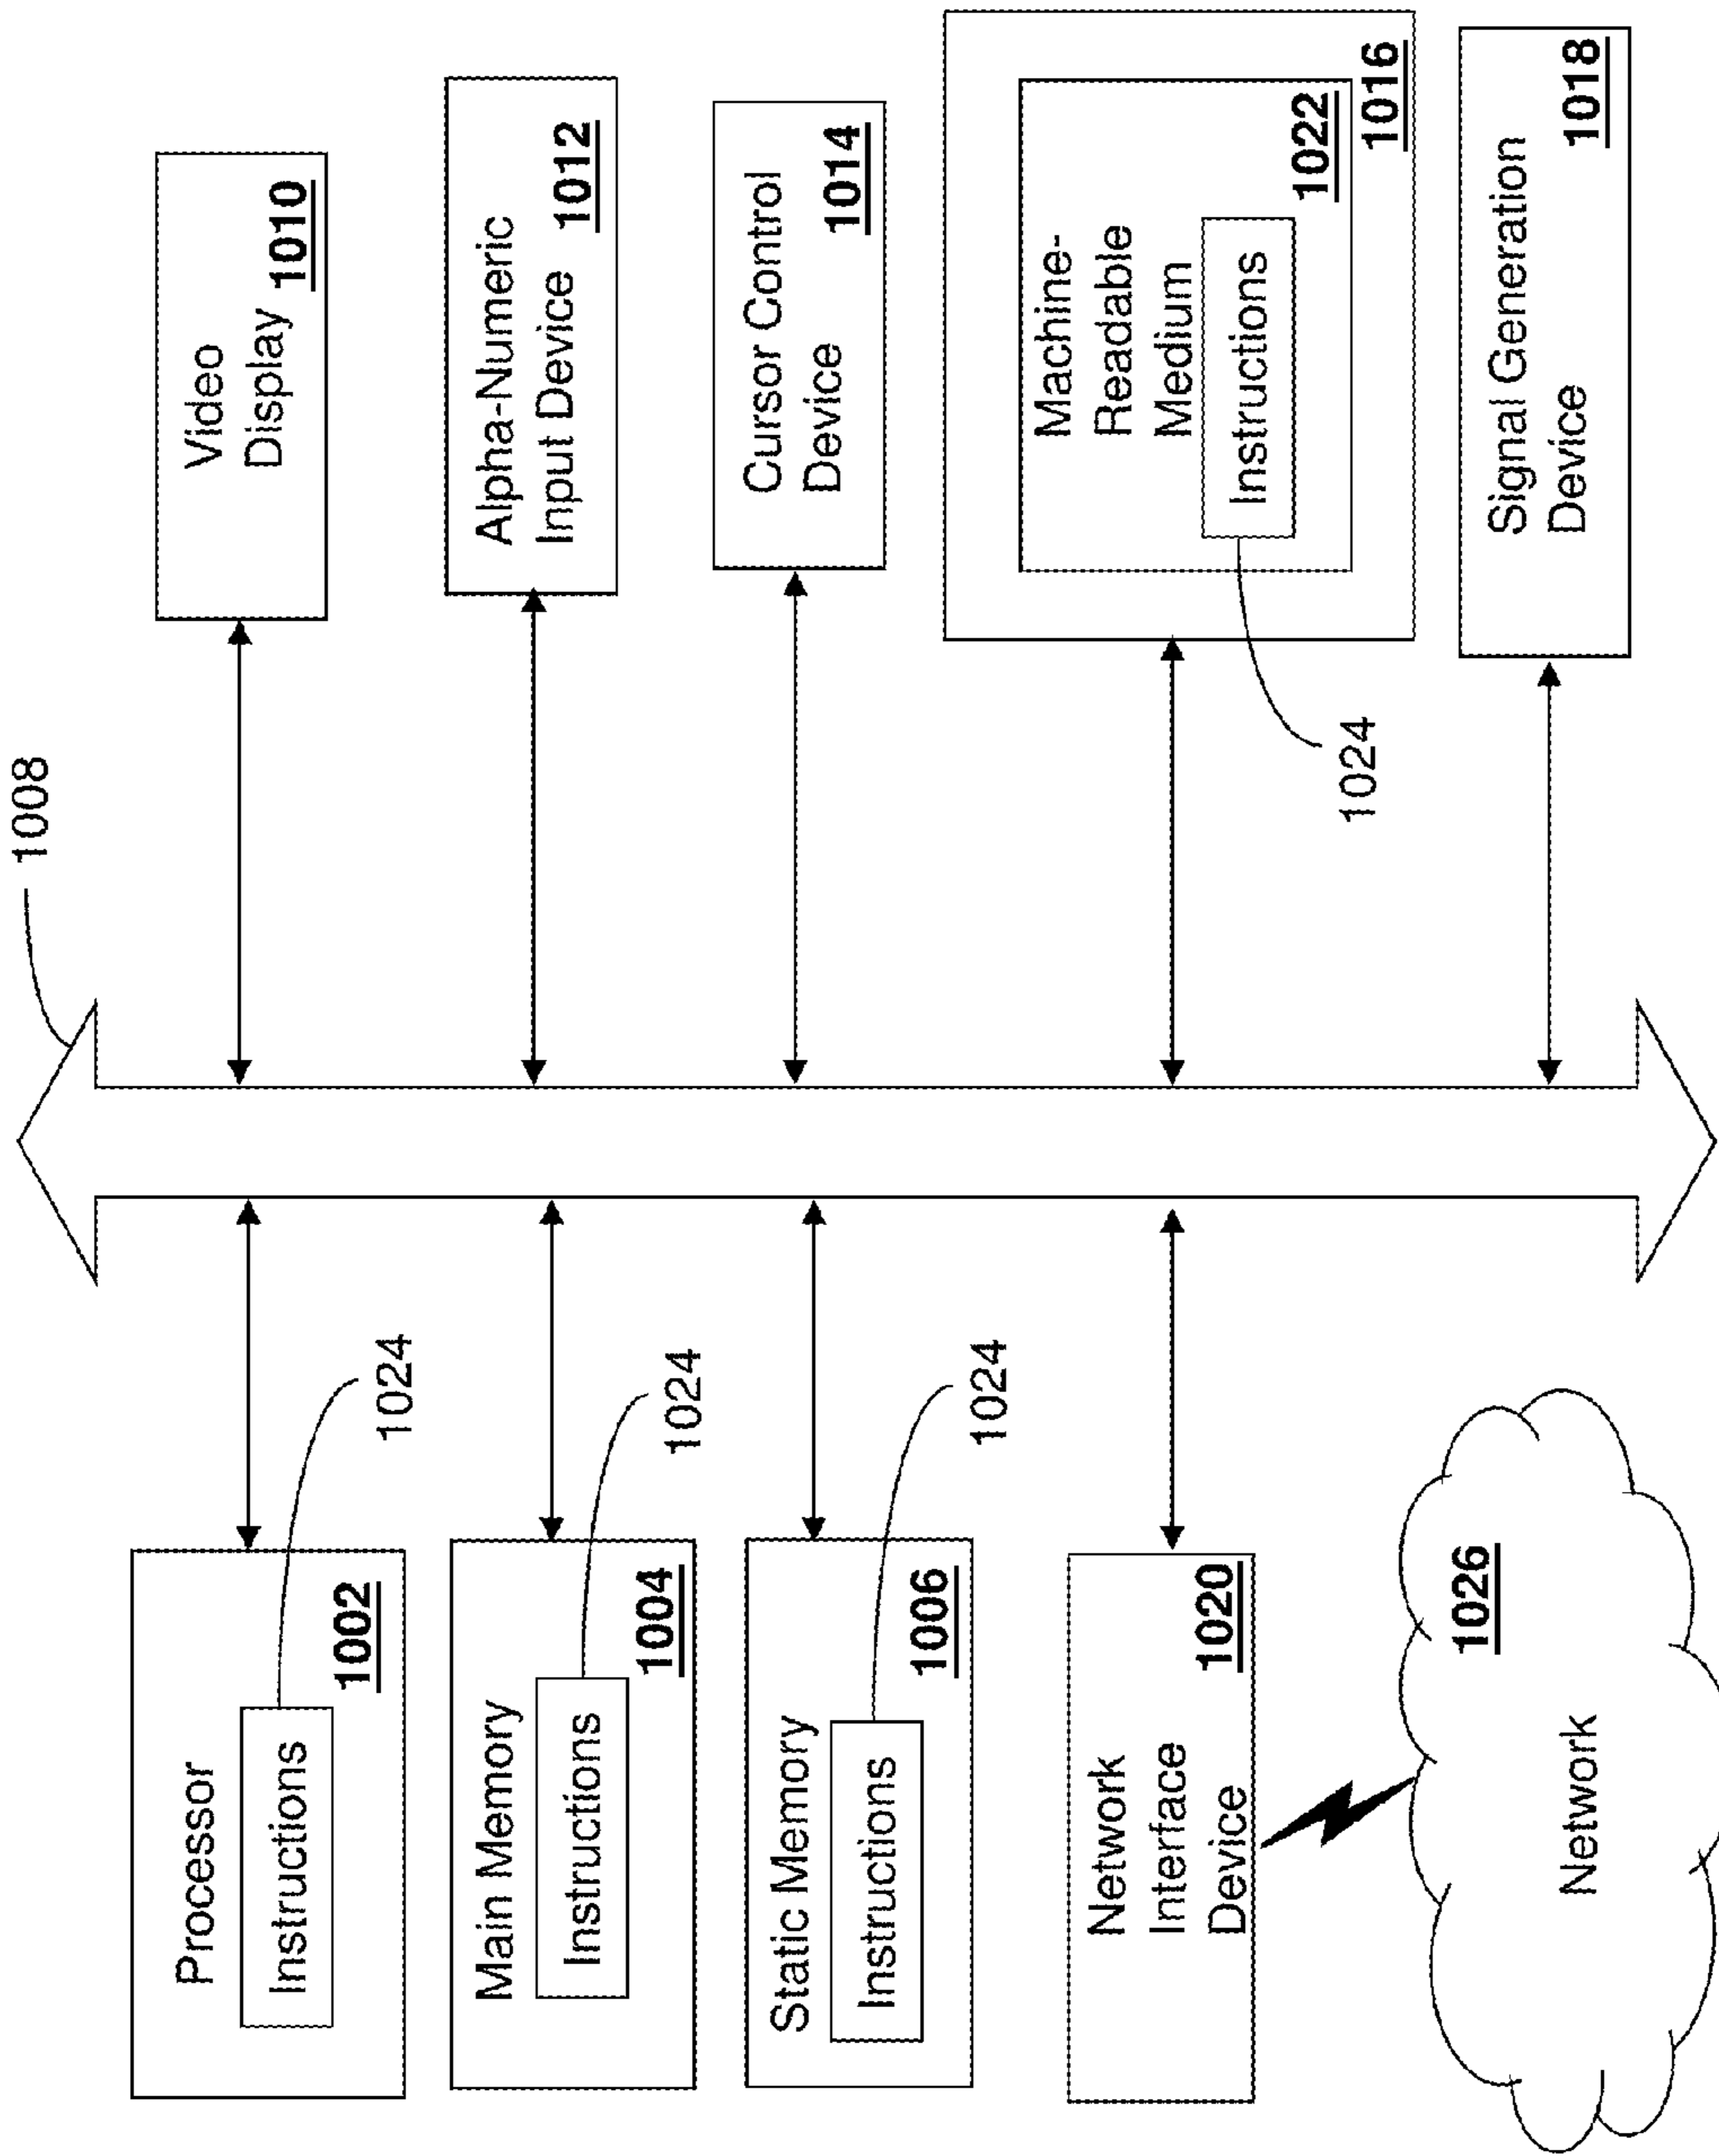 1008
Processor
Instructions
1002
1024
Main Memory
Instructions
1004
1024
Static Memory
Instructions
1006
1024
Network
Interface
Device
1020
1026
Network
Video
Display
1010
Alpha-Numeric
Input Device
1012
Cursor Control
Device
1014
Machine-
Readable
Medium
1022
Instructions
1016
1024
Signal Generation
Device
1018